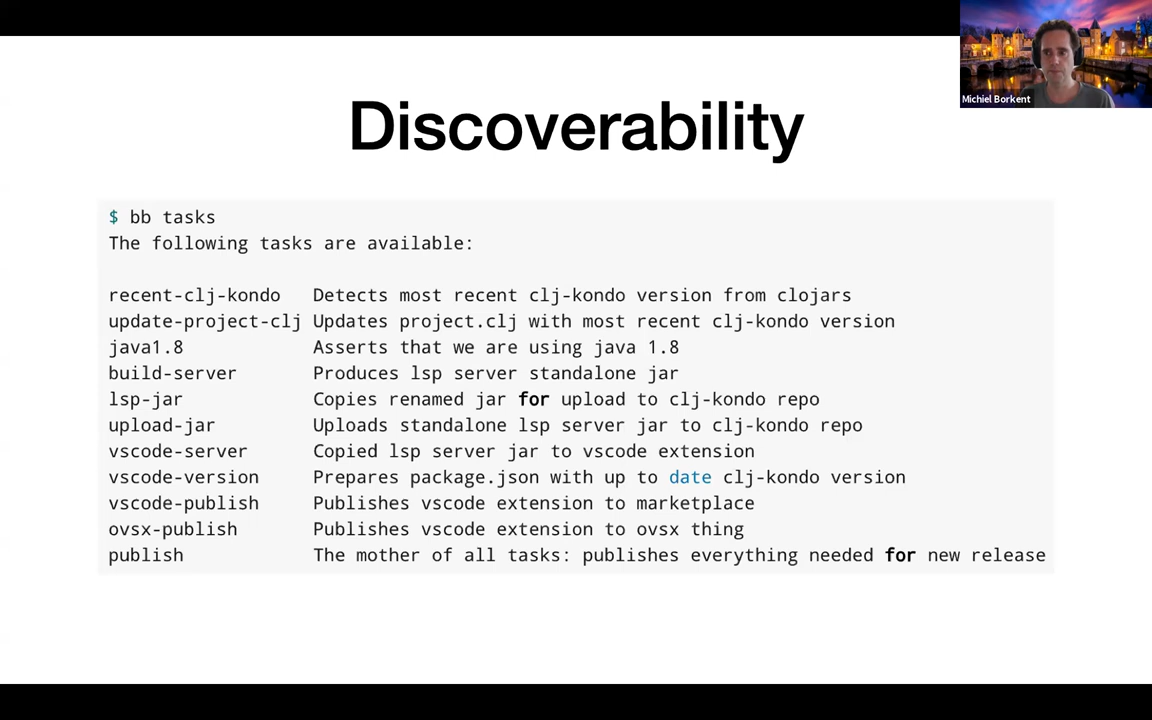 Michiel Borkent
Discoverability
$ bb tasks
The following tasks are available:
recent-clj-kondo   Detects most recent clj-kondo version from clojars
update-project-clj Updates project.clj with most recent clj-kondo version
java1.8            Asserts that we are using java 1.8
build-server       Produces lsp server standalone jar
lsp-jar            Copies renamed jar for upload to clj-kondo repo
upload-jar         Uploads standalone lsp server jar to clj-kondo repo
vscode-server      Copied lsp server jar to vscode extension
vscode-version     Prepares package.json with up to date clj-kondo version
vscode-publish     Publishes vscode extension to marketplace
ovsx-publish       Publishes vscode extension to ovsx thing
publish            The mother of all tasks: publishes everything needed for new release